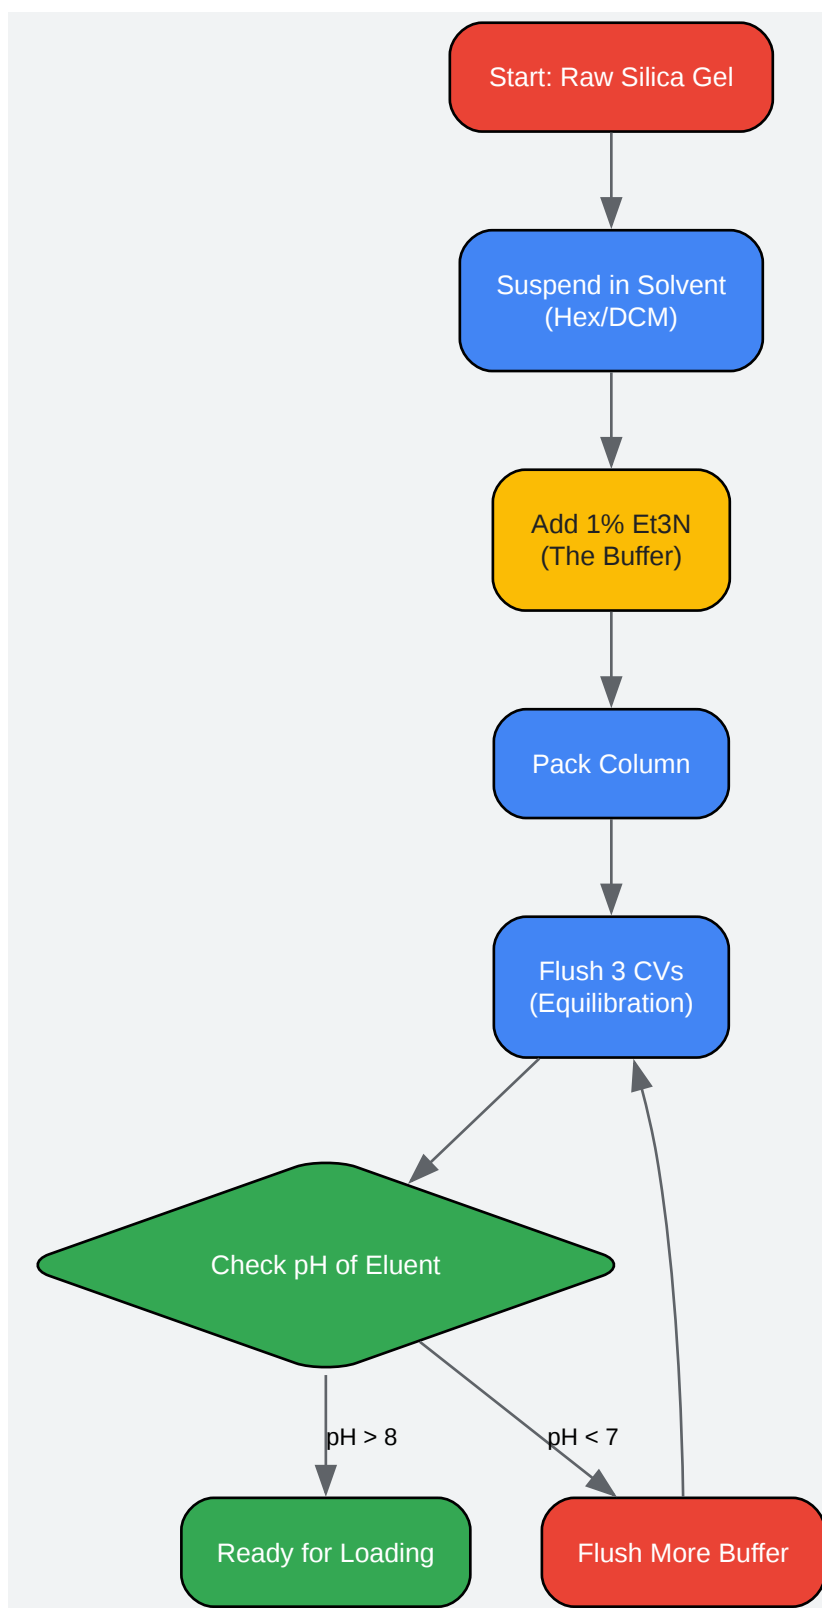 Start: Raw Silica Gel
Suspend in Solvent
(Hex/DCM)
Add 1% Et3N
(The Buffer)
Pack Column
Flush 3 CVs
(Equilibration)
Check pH of Eluent
pH > 8
pH < 7
Ready for Loading
Flush More Buffer